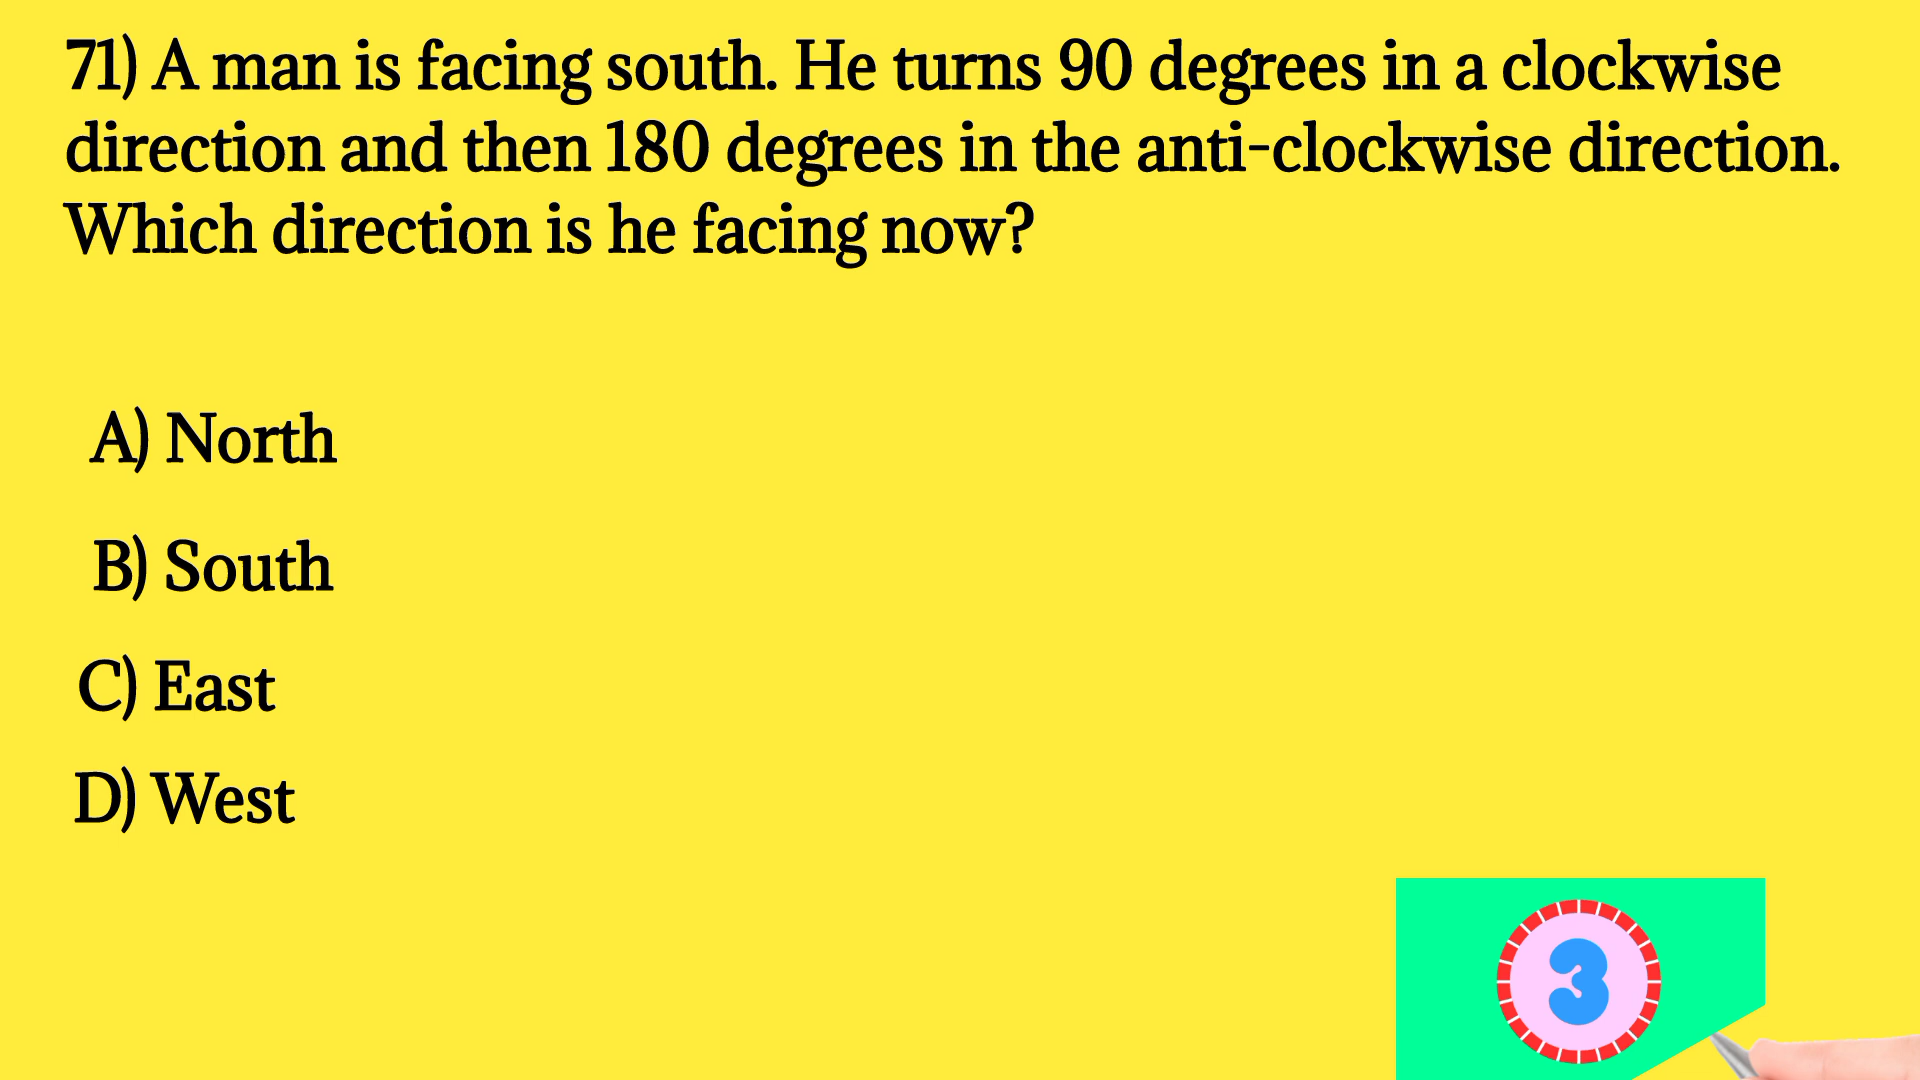 71) A man is facing south. He turns 90 degrees in a clockwise
direction and then 180 degrees in the anti-clockwise direction.
Which direction is he facing now?
A) North
B) South
C) East
D) West
3